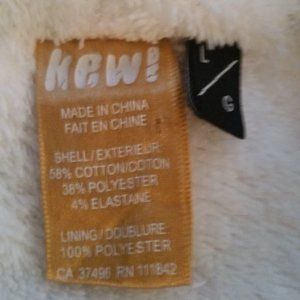 kewl
MADE IN CHINA
FAIT EN CHINE
SHELL / EXTERIEUR
58% COTTON/COTON
38% POLYESTER
4% ELASTANE
LINING / DOUBLURE
100% POLYESTER
CA 37496 RN 111842
L / G